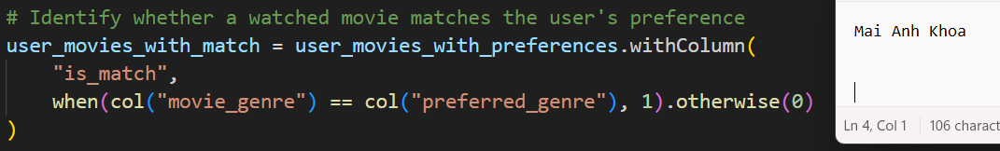 # Identify whether a watched movie matches the user's preference
user_movies_with_match = user_movies_with_preferences.withColumn(
    "is_match",
    when(col("movie_genre") == col("preferred_genre"), 1).otherwise(0)
)
Mai Anh Khoa
Ln 4, Col 1
106 charact